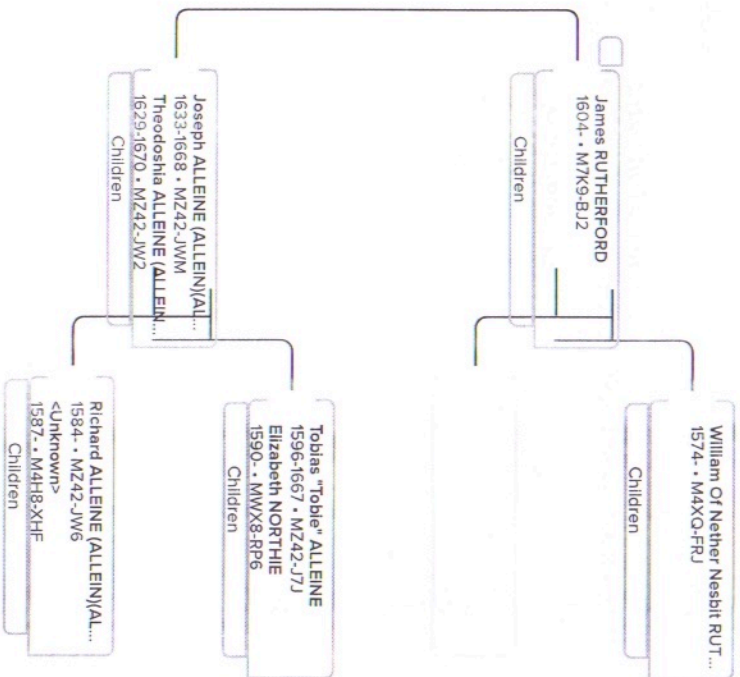 James RUTHERFORD
1604- • M7K9-BJ2
Children
William Of Nether Nesbit RUT...
1574- • M4XQ-FRJ
Children
Joseph ALLEINE (ALLEIN)(AL...
1633-1668 • MZ42-JWM
Theodoshia ALLEINE (ALLEIN...
1629-1670 • MZ42-JW2
Children
Tobias "Tobie" ALLEINE
1596-1667 • MZ42-J7J
Elizabeth NORTHIE
1590- • MWX8-RP6
Children
Richard ALLEINE (ALLEIN)(AL...
1584- • MZ42-JW6
<Unknown>
1587- • M4H8-XHF
Children